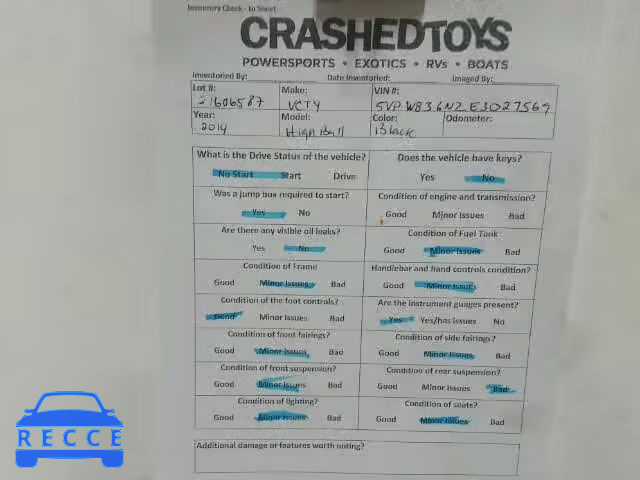 Inventory Check - to Sheet
CRASHEDTOYS
POWERSPORTS • EXOTICS • RVs • BOATS
Inventoried By: Date Inventoried: Imaged By:
Lot #: Make: VIN #:
21606587 VCTY 5VPWB36N2E3027569
Year: Model: Color: Odometer:
2014 High Ball Black
What is the Drive Status of the vehicle? Does the vehicle have keys?
No Start Start Drive Yes No
Was a jump box required to start? Condition of engine and transmission?
Yes No Good Minor Issues Bad
Are there any visible oil leaks? Condition of Fuel Tank
Yes No Good Minor Issues Bad
Condition of Frame Handlebar and hand controls condition?
Good Minor Issues Bad Good Minor Issues Bad
Condition of the foot controls? Are the instrument guages present?
Good Minor Issues Bad Yes Yes/has Issues No
Condition of front fairings? Condition of side fairings?
Good Minor Issues Bad Good Minor Issues Bad
Condition of front suspension? Condition of rear suspension?
Good Minor Issues Bad Good Minor Issues Bad
Condition of lighting? Condition of seats?
Good Minor Issues Bad Good Minor Issues Bad
Additional damage or features worth noting?
RECCE